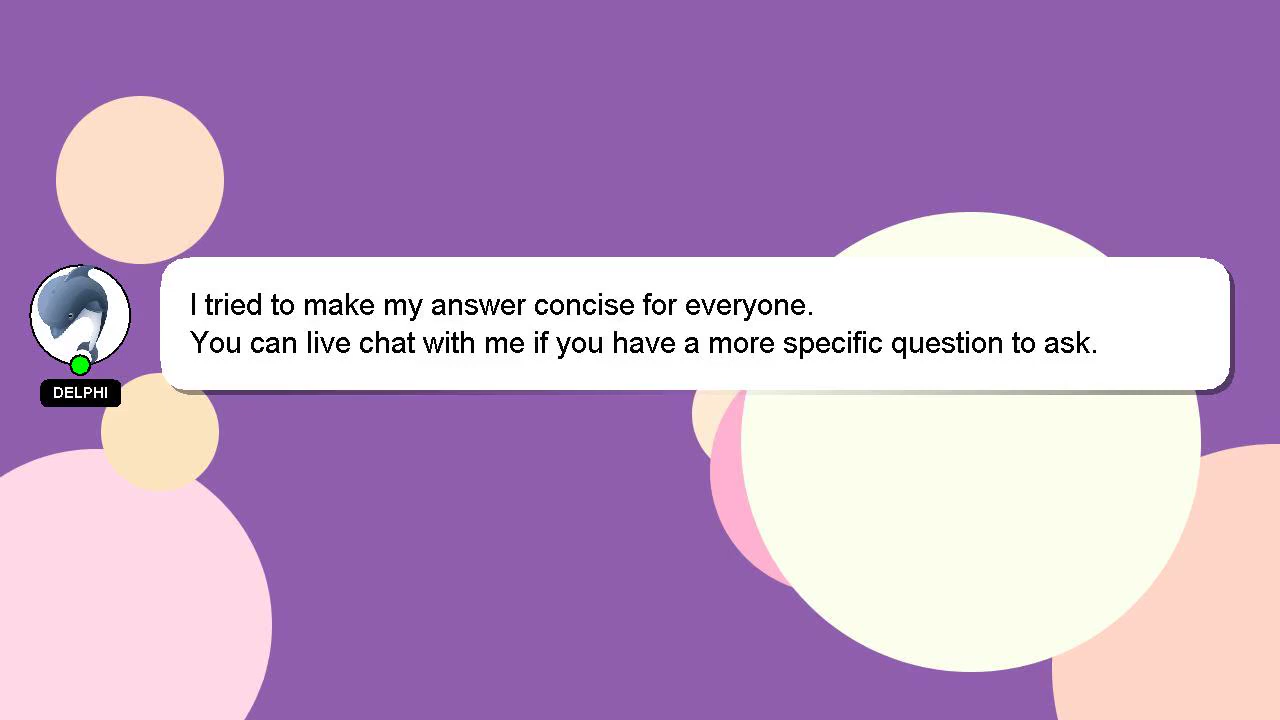 I tried to make my answer concise for everyone.
You can live chat with me if you have a more specific question to ask.
DELPHI